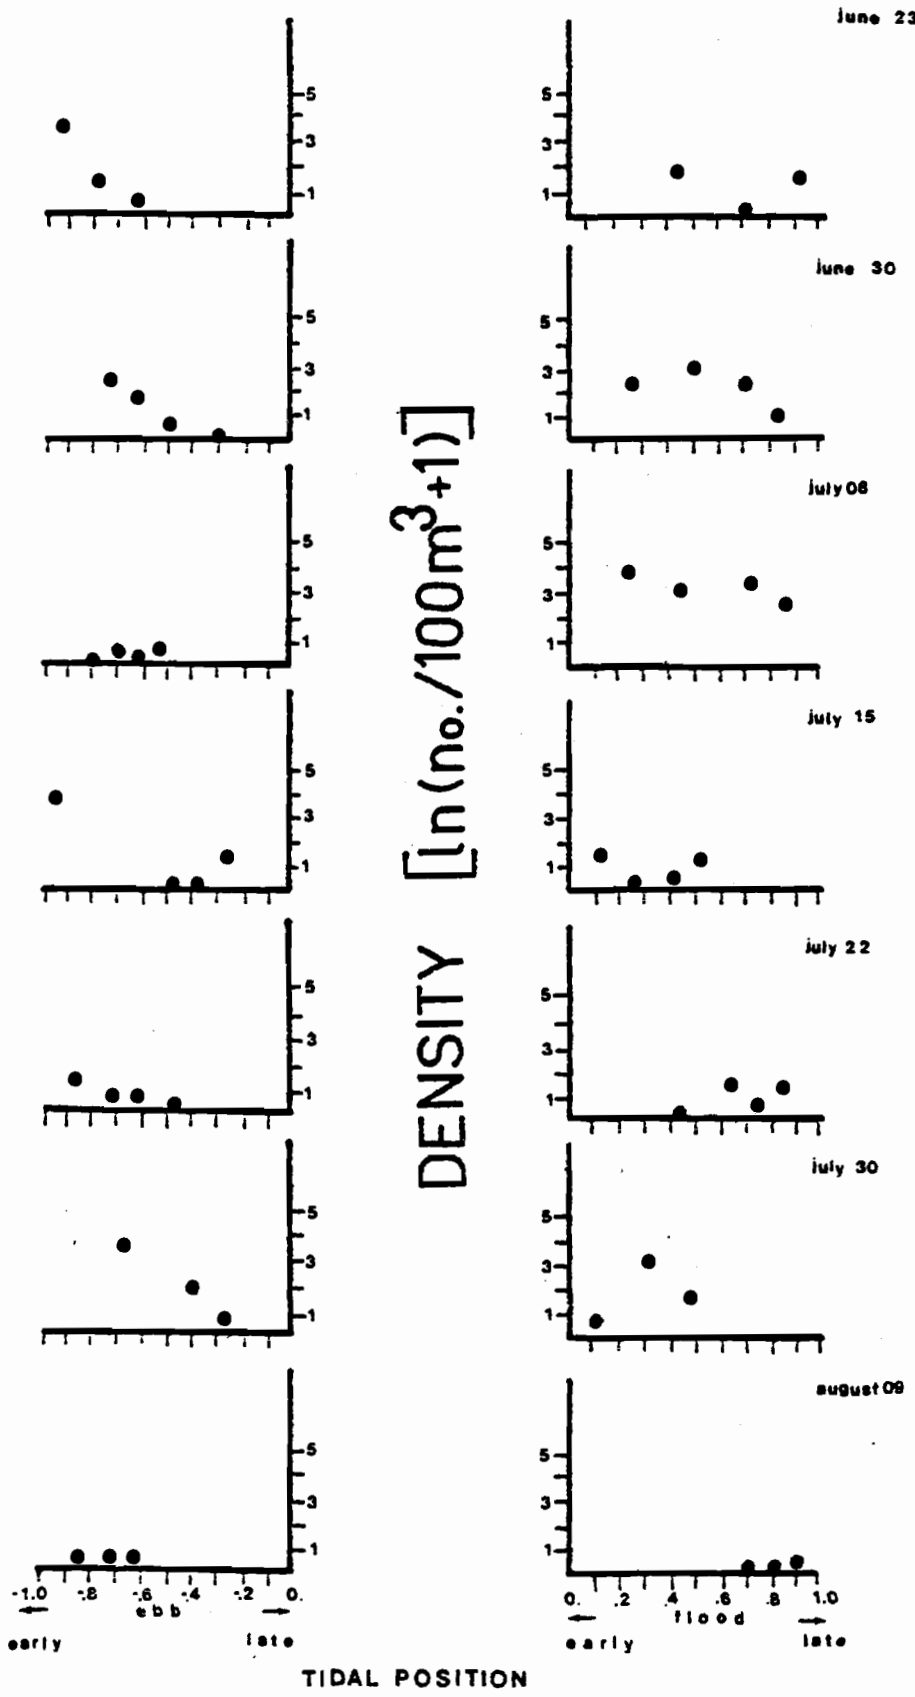 june 23
5 5
3 3
1 1
june 30
5 5
3 3
1 1
july 08
5 5
3 3
1 1
july 15
5 5
3 3
1 1
july 22
5 5
3 3
1 1
july 30
5 5
3 3
1 1
august 09
5 5
3 3
1 1
DENSITY [ln(no./100m³+1)]
-1.0 -.8 -.6 -.4 -.2 0. 0. .2 .4 .6 .8 1.0
ebb flood
early late early late
TIDAL POSITION